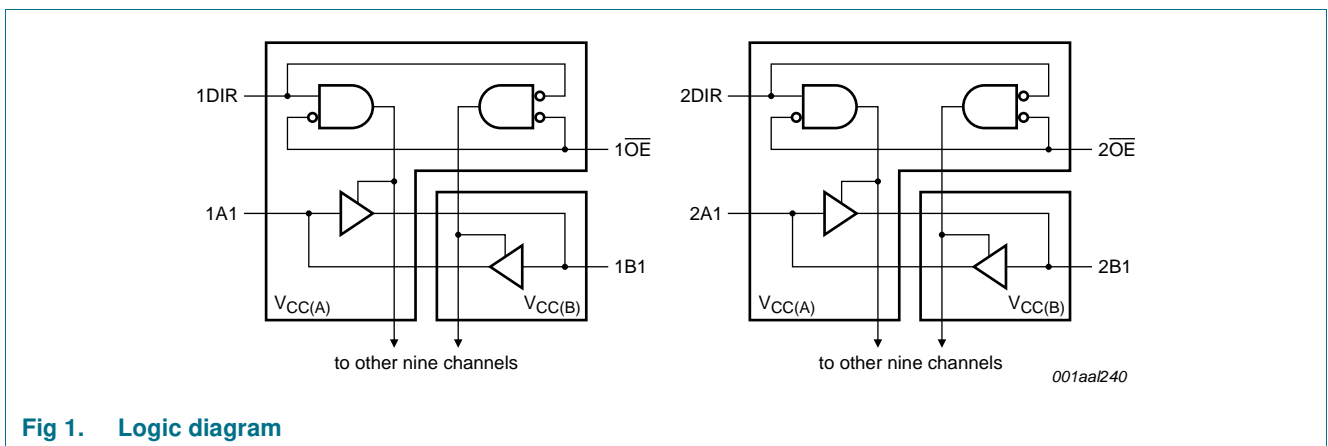 1DIR
1OE
1A1
1B1
VCC(A)
VCC(B)
to other nine channels
2DIR
2OE
2A1
2B1
VCC(A)
VCC(B)
to other nine channels
001aal240
Fig 1. Logic diagram